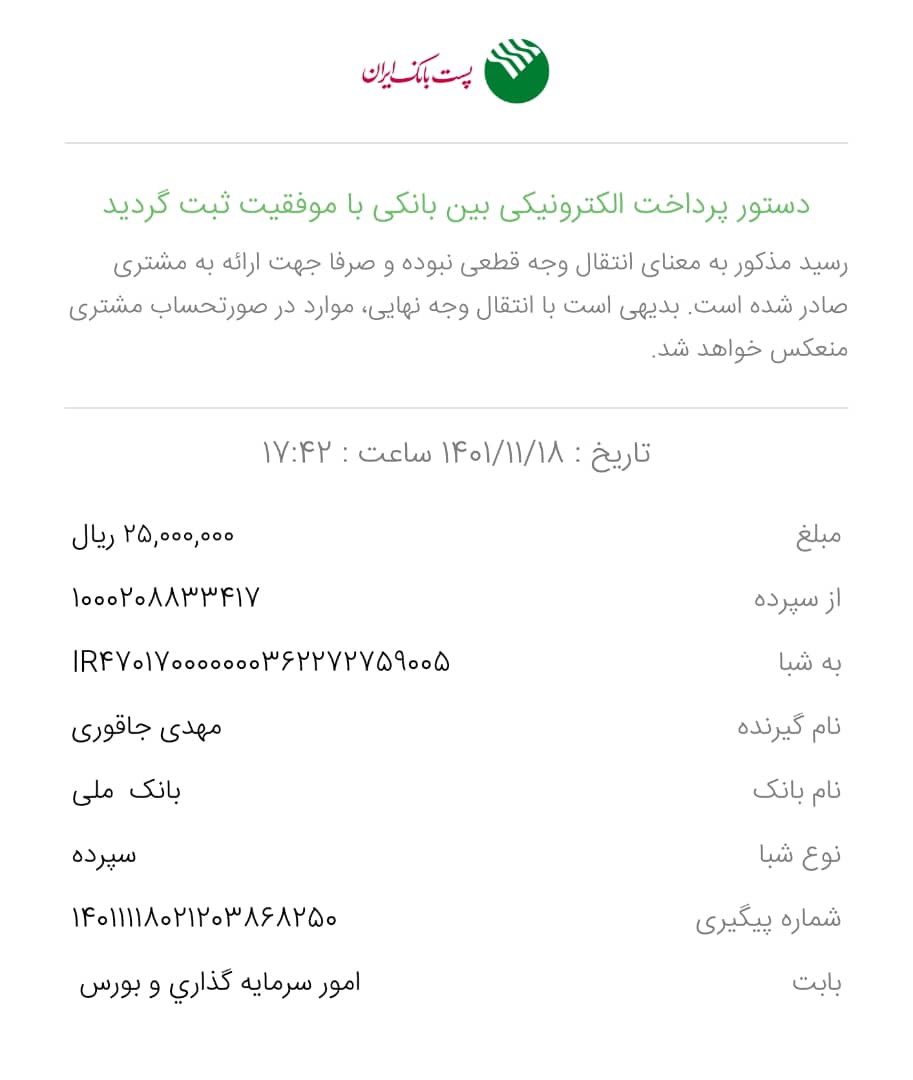 پست بانک ایران
دستور پرداخت الکترونیکی بین بانکی با موفقیت ثبت گردید
رسید مذکور به معنای انتقال وجه قطعی نبوده و صرفا جهت ارائه به مشتری
صادر شده است. بدیهی است با انتقال وجه نهایی، موارد در صورتحساب مشتری
منعکس خواهد شد.
تاریخ : ۱۴۰۱/۱۱/۱۸ ساعت : ۱۷:۴۲
مبلغ ۲۵,۰۰۰,۰۰۰ ریال
از سپرده ۱۰۰۰۲۰۸۸۳۳۴۱۷
به شبا IR۴۷۰۱۷۰۰۰۰۰۰۰۳۶۲۲۷۲۷۵۹۰۰۵
نام گیرنده مهدی جاقوری
نام بانک بانک ملی
نوع شبا سپرده
شماره پیگیری ۱۴۰۱۱۱۱۸۰۲۱۲۰۳۸۶۸۲۵۰
بابت امور سرمایه گذاري و بورس